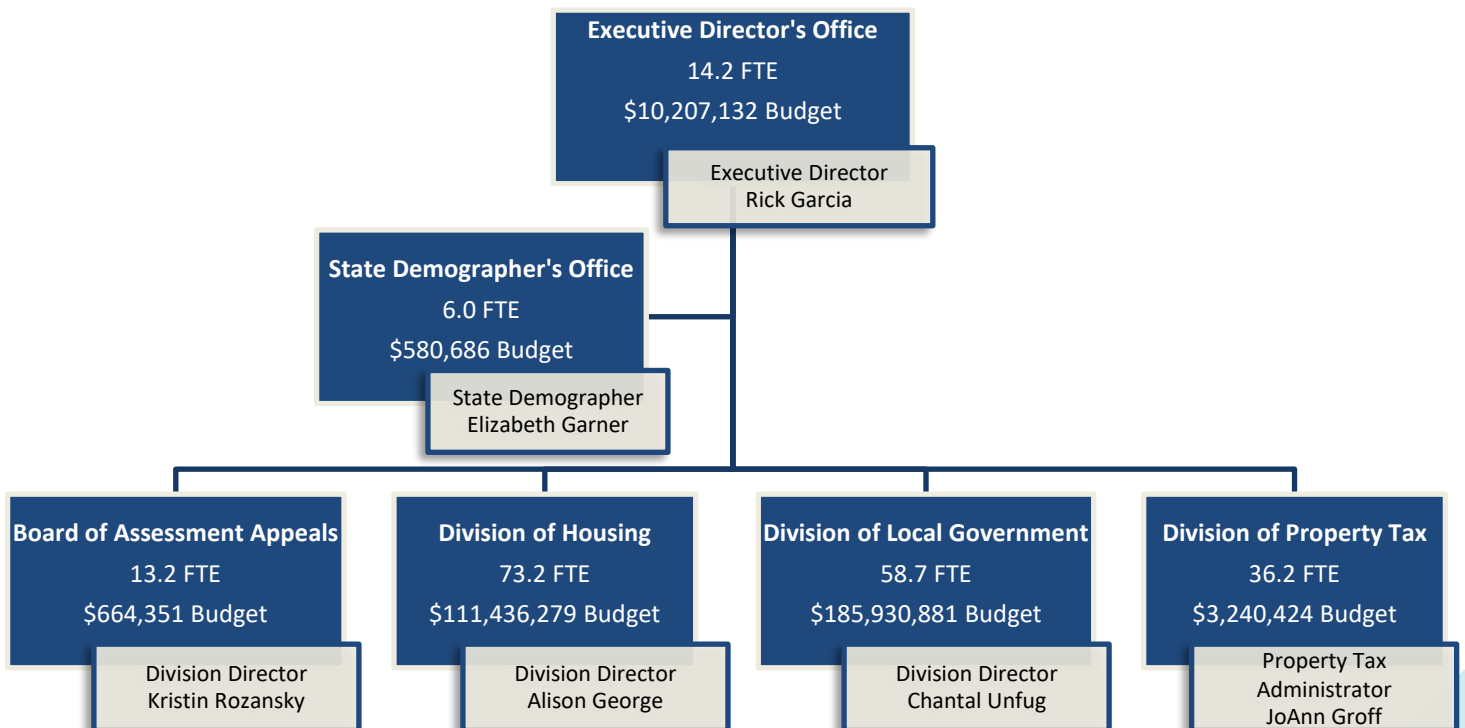 Executive Director's Office
14.2 FTE
$10,207,132 Budget
Executive Director
Rick Garcia
State Demographer's Office
6.0 FTE
$580,686 Budget
State Demographer
Elizabeth Garner
Board of Assessment Appeals
13.2 FTE
$664,351 Budget
Division Director
Kristin Rozansky
Division of Housing
73.2 FTE
$111,436,279 Budget
Division Director
Alison George
Division of Local Government
58.7 FTE
$185,930,881 Budget
Division Director
Chantal Unfug
Division of Property Tax
36.2 FTE
$3,240,424 Budget
Property Tax
Administrator
JoAnn Groff